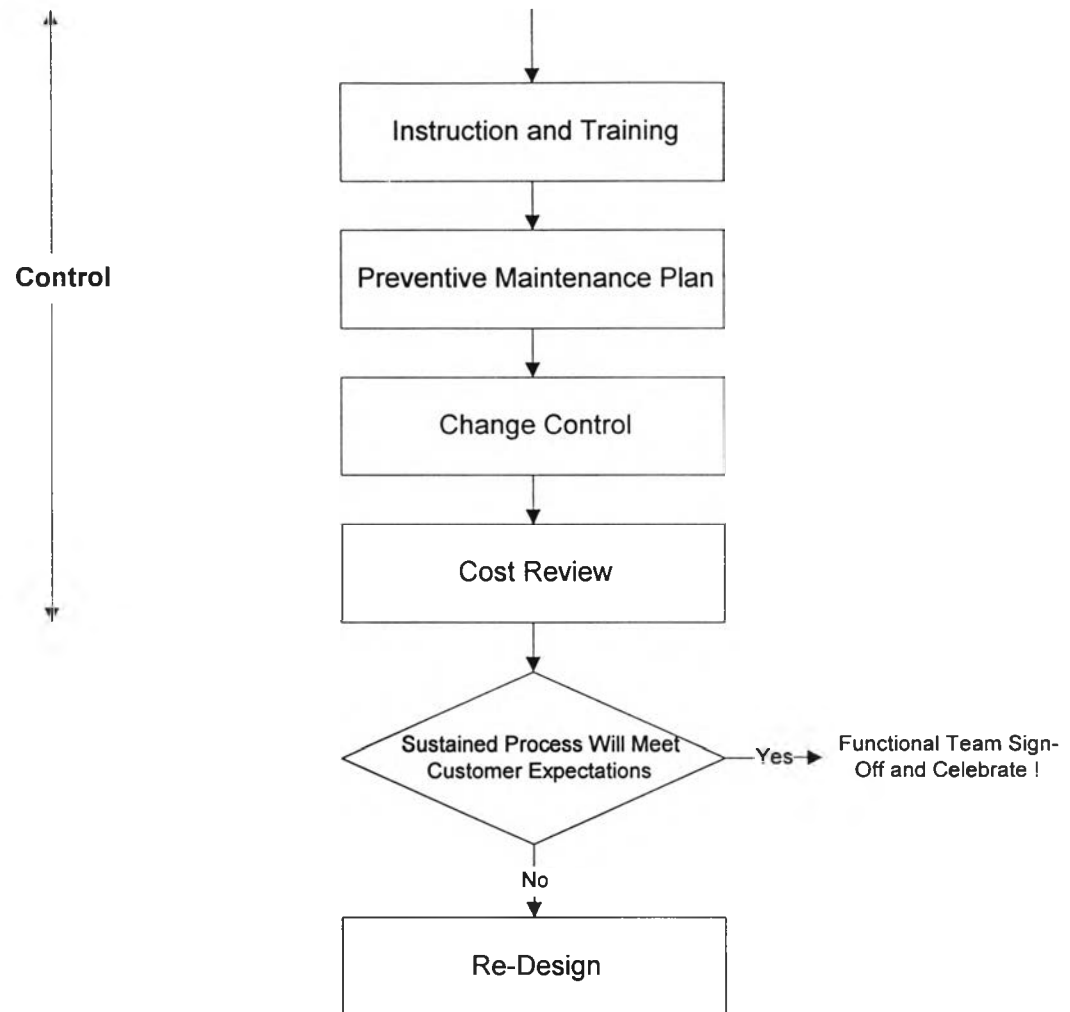 Instruction and Training
Control
Preventive Maintenance Plan
Change Control
Cost Review
Sustained Process Will Meet
Customer Expectations
Yes
Functional Team Sign-
Off and Celebrate !
No
Re-Design